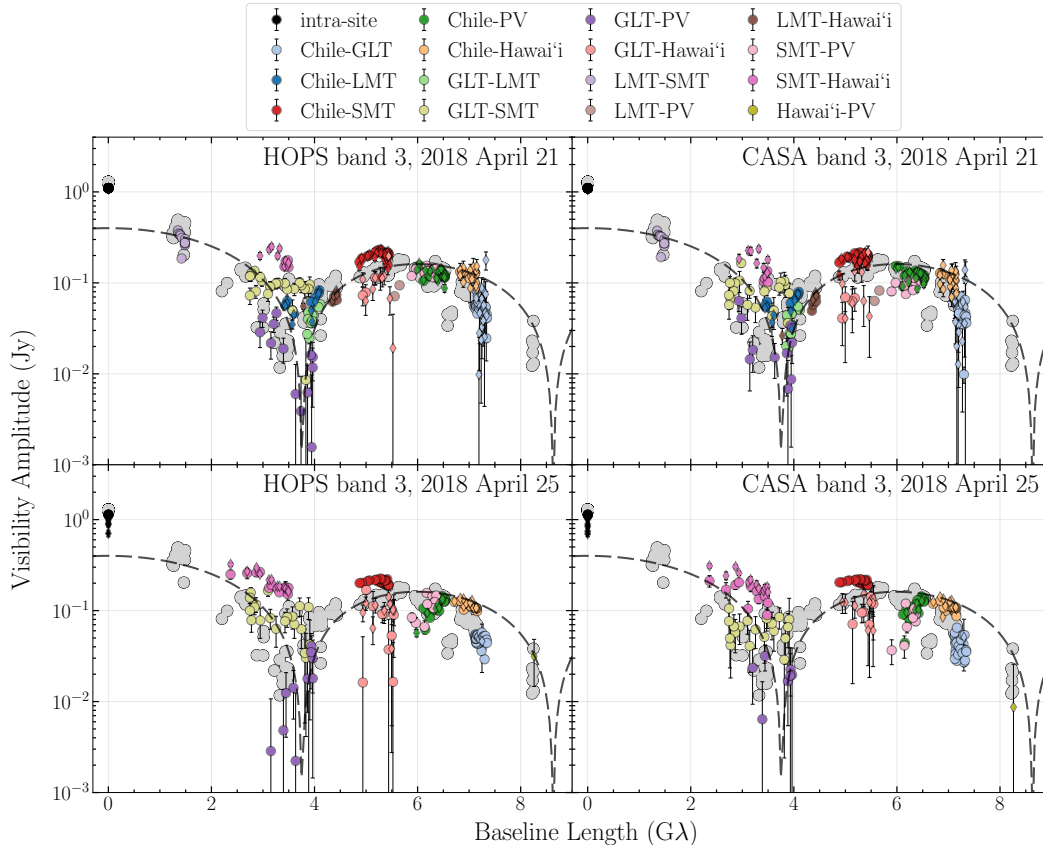 intra-site Chile-PV GLT-PV LMT-Hawaiʻi
Chile-GLT Chile-Hawaiʻi GLT-Hawaiʻi SMT-PV
Chile-LMT GLT-LMT LMT-SMT SMT-Hawaiʻi
Chile-SMT GLT-SMT LMT-PV Hawaiʻi-PV
HOPS band 3, 2018 April 21
CASA band 3, 2018 April 21
10⁰
10⁻¹
10⁻²
10⁻³
HOPS band 3, 2018 April 25
CASA band 3, 2018 April 25
10⁰
10⁻¹
10⁻²
10⁻³
0 2 4 6 8
0 2 4 6 8
Visibility Amplitude (Jy)
Baseline Length (Gλ)